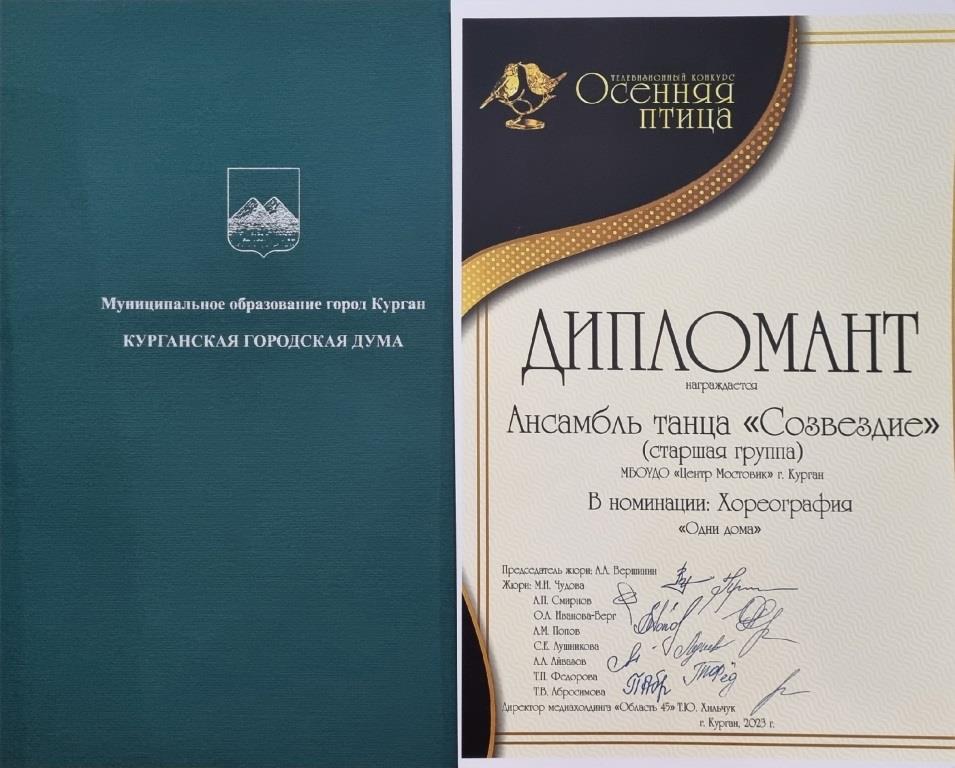 Муниципальное образование город Курган
КУРГАНСКАЯ ГОРОДСКАЯ ДУМА
ТЕЛЕВИЗИОННЫЙ КОНКУРС
Осенняя
птица
ДИПЛОМАНТ
награждается
Ансамбль танца «Созвездие»
(старшая группа)
МБОУДО «Центр Мостовик» г. Курган
В номинации: Хореография
«Одни дома»
Председатель жюри: А.А. Вершинин
Жюри: М.И. Чудова
А.П. Смирнов
О.А. Иванова-Берг
А.М. Попов
С.Е. Лушникова
А.А. Айвазов
Т.П. Федорова
Т.В. Абросимова
Директор медиахолдинга «Область 45» Т.Ю. Хильчук
г. Курган, 2023 г.